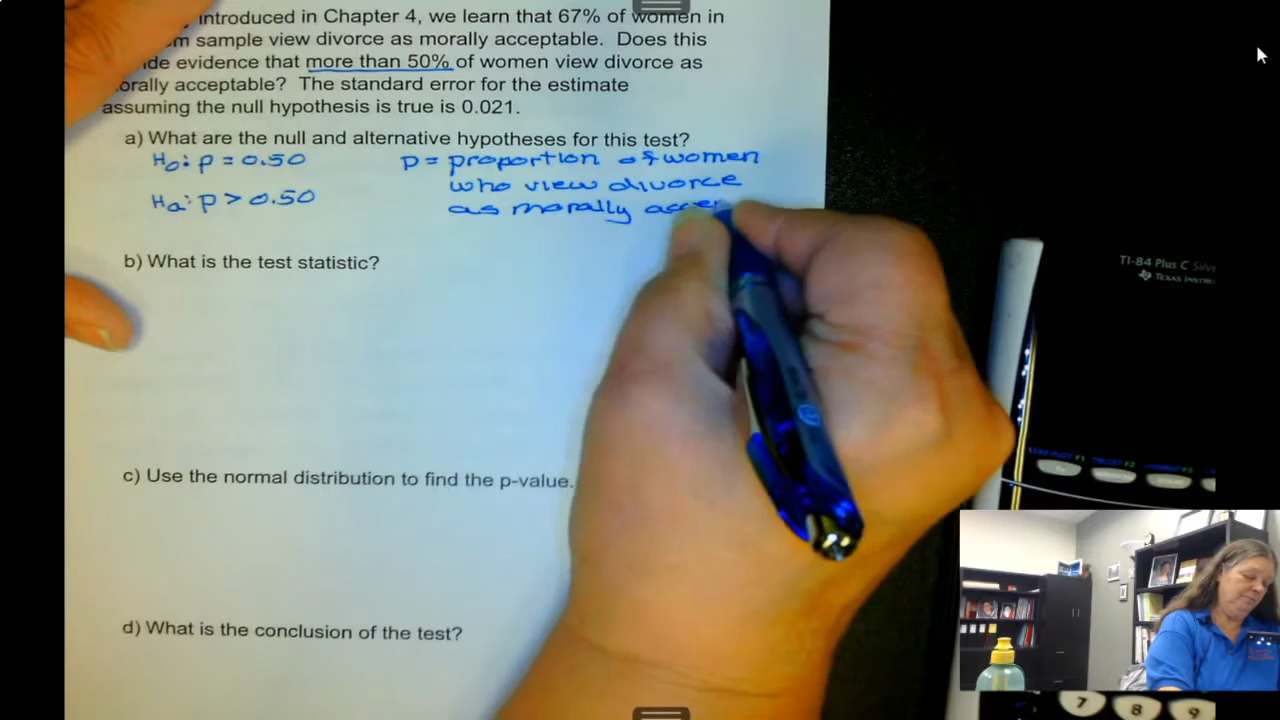 introduced in Chapter 4, we learn that 67% of women in
sample view divorce as morally acceptable. Does this
evidence that more than 50% of women view divorce as
acceptable? The standard error for the estimate
assuming the null hypothesis is true is 0.021.
a) What are the null and alternative hypotheses for this test?
H₀: p = 0.50 p = proportion of women
who view divorce
Hₐ: p > 0.50
as morally
b) What is the test statistic?
c) Use the normal distribution to find the p-value.
d) What is the conclusion of the test?
TI-84 Plus C
TEXAS
7 8 9